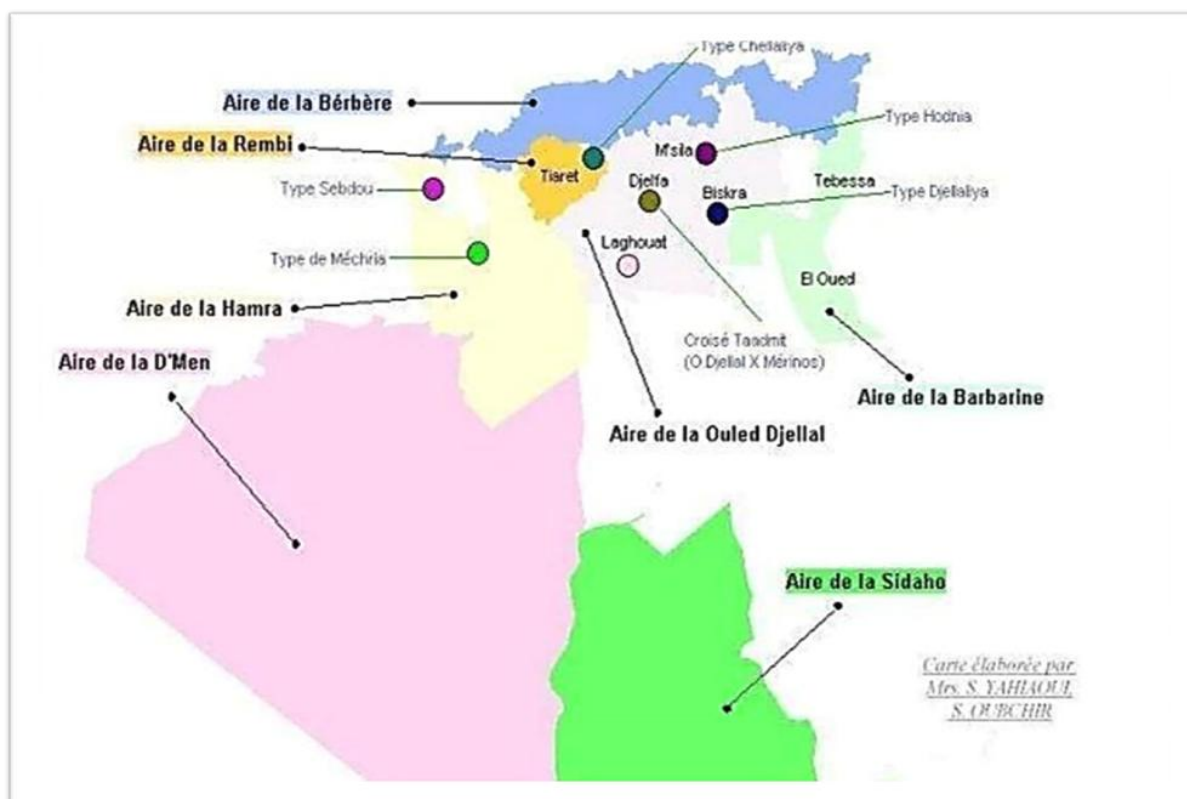 Type Chellaliya
Aire de la Bérbère
Type Hodnia
Aire de la Rembi
M'sila
Tiaret
Djelfa
Tebessa
Type Sebdou
Biskra
Type Djellaliya
Laghouat
Type de Méchria
El Oued
Aire de la Hamra
Croisé Taadmit
(O.Djellal X Mérinos)
Aire de la D'Men
Aire de la Barbarine
Aire de la Ouled Djellal
Aire de la Sidaho
Carte élaborée par
Mrs. S. YAHIAOUI,
S. OUBCHIR